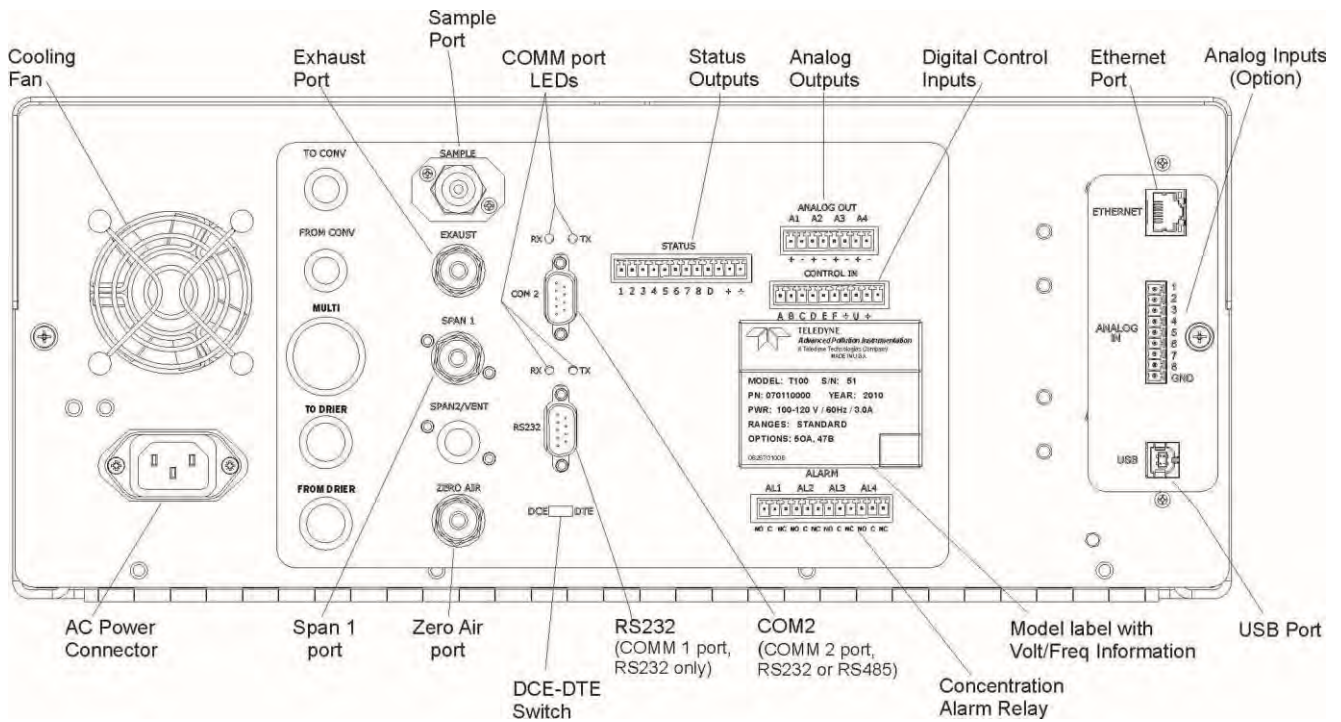 Cooling
Fan
Exhaust
Port
Sample
Port
COMM port
LEDs
Status
Outputs
Analog
Outputs
Digital Control
Inputs
Ethernet
Port
Analog Inputs
(Option)
TO CONV
FROM CONV
MULTI
TO DRIER
FROM DRIER
SAMPLE
EXAUST
SPAN 1
SPAN2/VENT
ZERO AIR
RX TX
COM 2
RX TX
RS232
DCE DTE
STATUS
1 2 3 4 5 6 7 8 D + ÷
ANALOG OUT
A1 A2 A3 A4
+ - + - + - + -
CONTROL IN
A B C D E F ÷ U ÷
TELEDYNE
Advanced Pollution Instrumentation
A Teledyne Technologies Company
MADE IN U.S.A.
MODEL: T100 S/N: 51
PN: 070110000 YEAR: 2010
PWR: 100-120 V / 60Hz / 3.0A
RANGES: STANDARD
OPTIONS: 50A, 47B
ALARM
AL1 AL2 AL3 AL4
NO C NC NO C NC NO C NC NO C NC
ETHERNET
ANALOG
IN
1
2
3
4
5
6
7
8
GND
USB
AC Power
Connector
Span 1
port
Zero Air
port
DCE-DTE
Switch
RS232
(COMM 1 port,
RS232 only)
COM2
(COMM 2 port,
RS232 or RS485)
Concentration
Alarm Relay
Model label with
Volt/Freq Information
USB Port